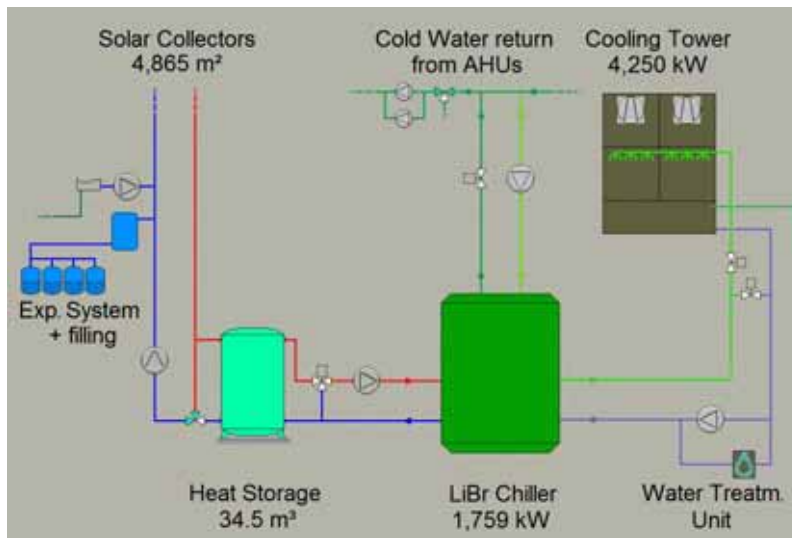 Solar Collectors
4,865 m²
Cold Water return
from AHUs
Cooling Tower
4,250 kW
Exp. System
+ filling
Heat Storage
34.5 m³
LiBr Chiller
1,759 kW
Water Treatm.
Unit